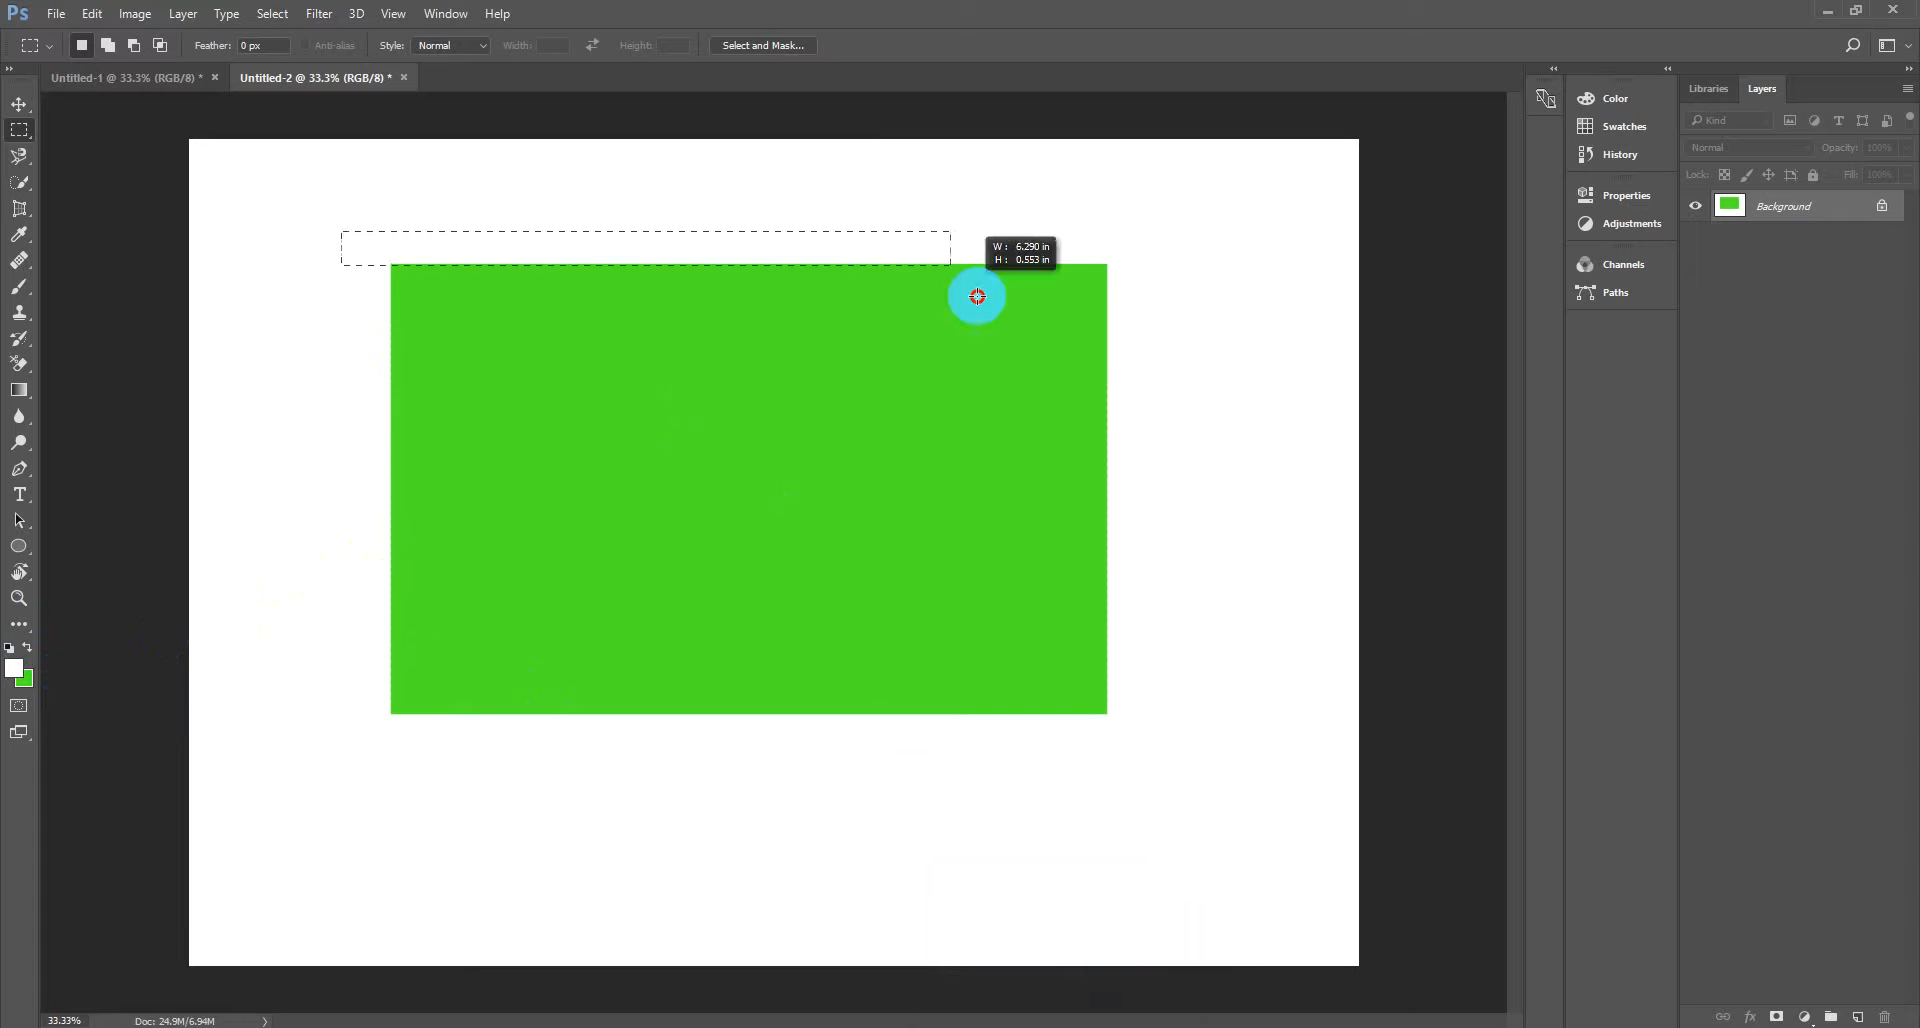 Ps File Edit Image Layer Type Select Filter 3D View Window Help
Feather: 0 px Anti-alias Style: Normal Width: Height: Select and Mask...
Untitled-1 @ 33.3% (RGB/8) * × Untitled-2 @ 33.3% (RGB/8) * ×
Color
Swatches
History
Properties
Adjustments
Channels
Paths
Libraries Layers
Kind
Normal Opacity: 100%
Lock: Fill: 100%
Background
W : 6.290 in
H : 0.553 in
T
33.33% Doc: 24.9M/6.94M
fx